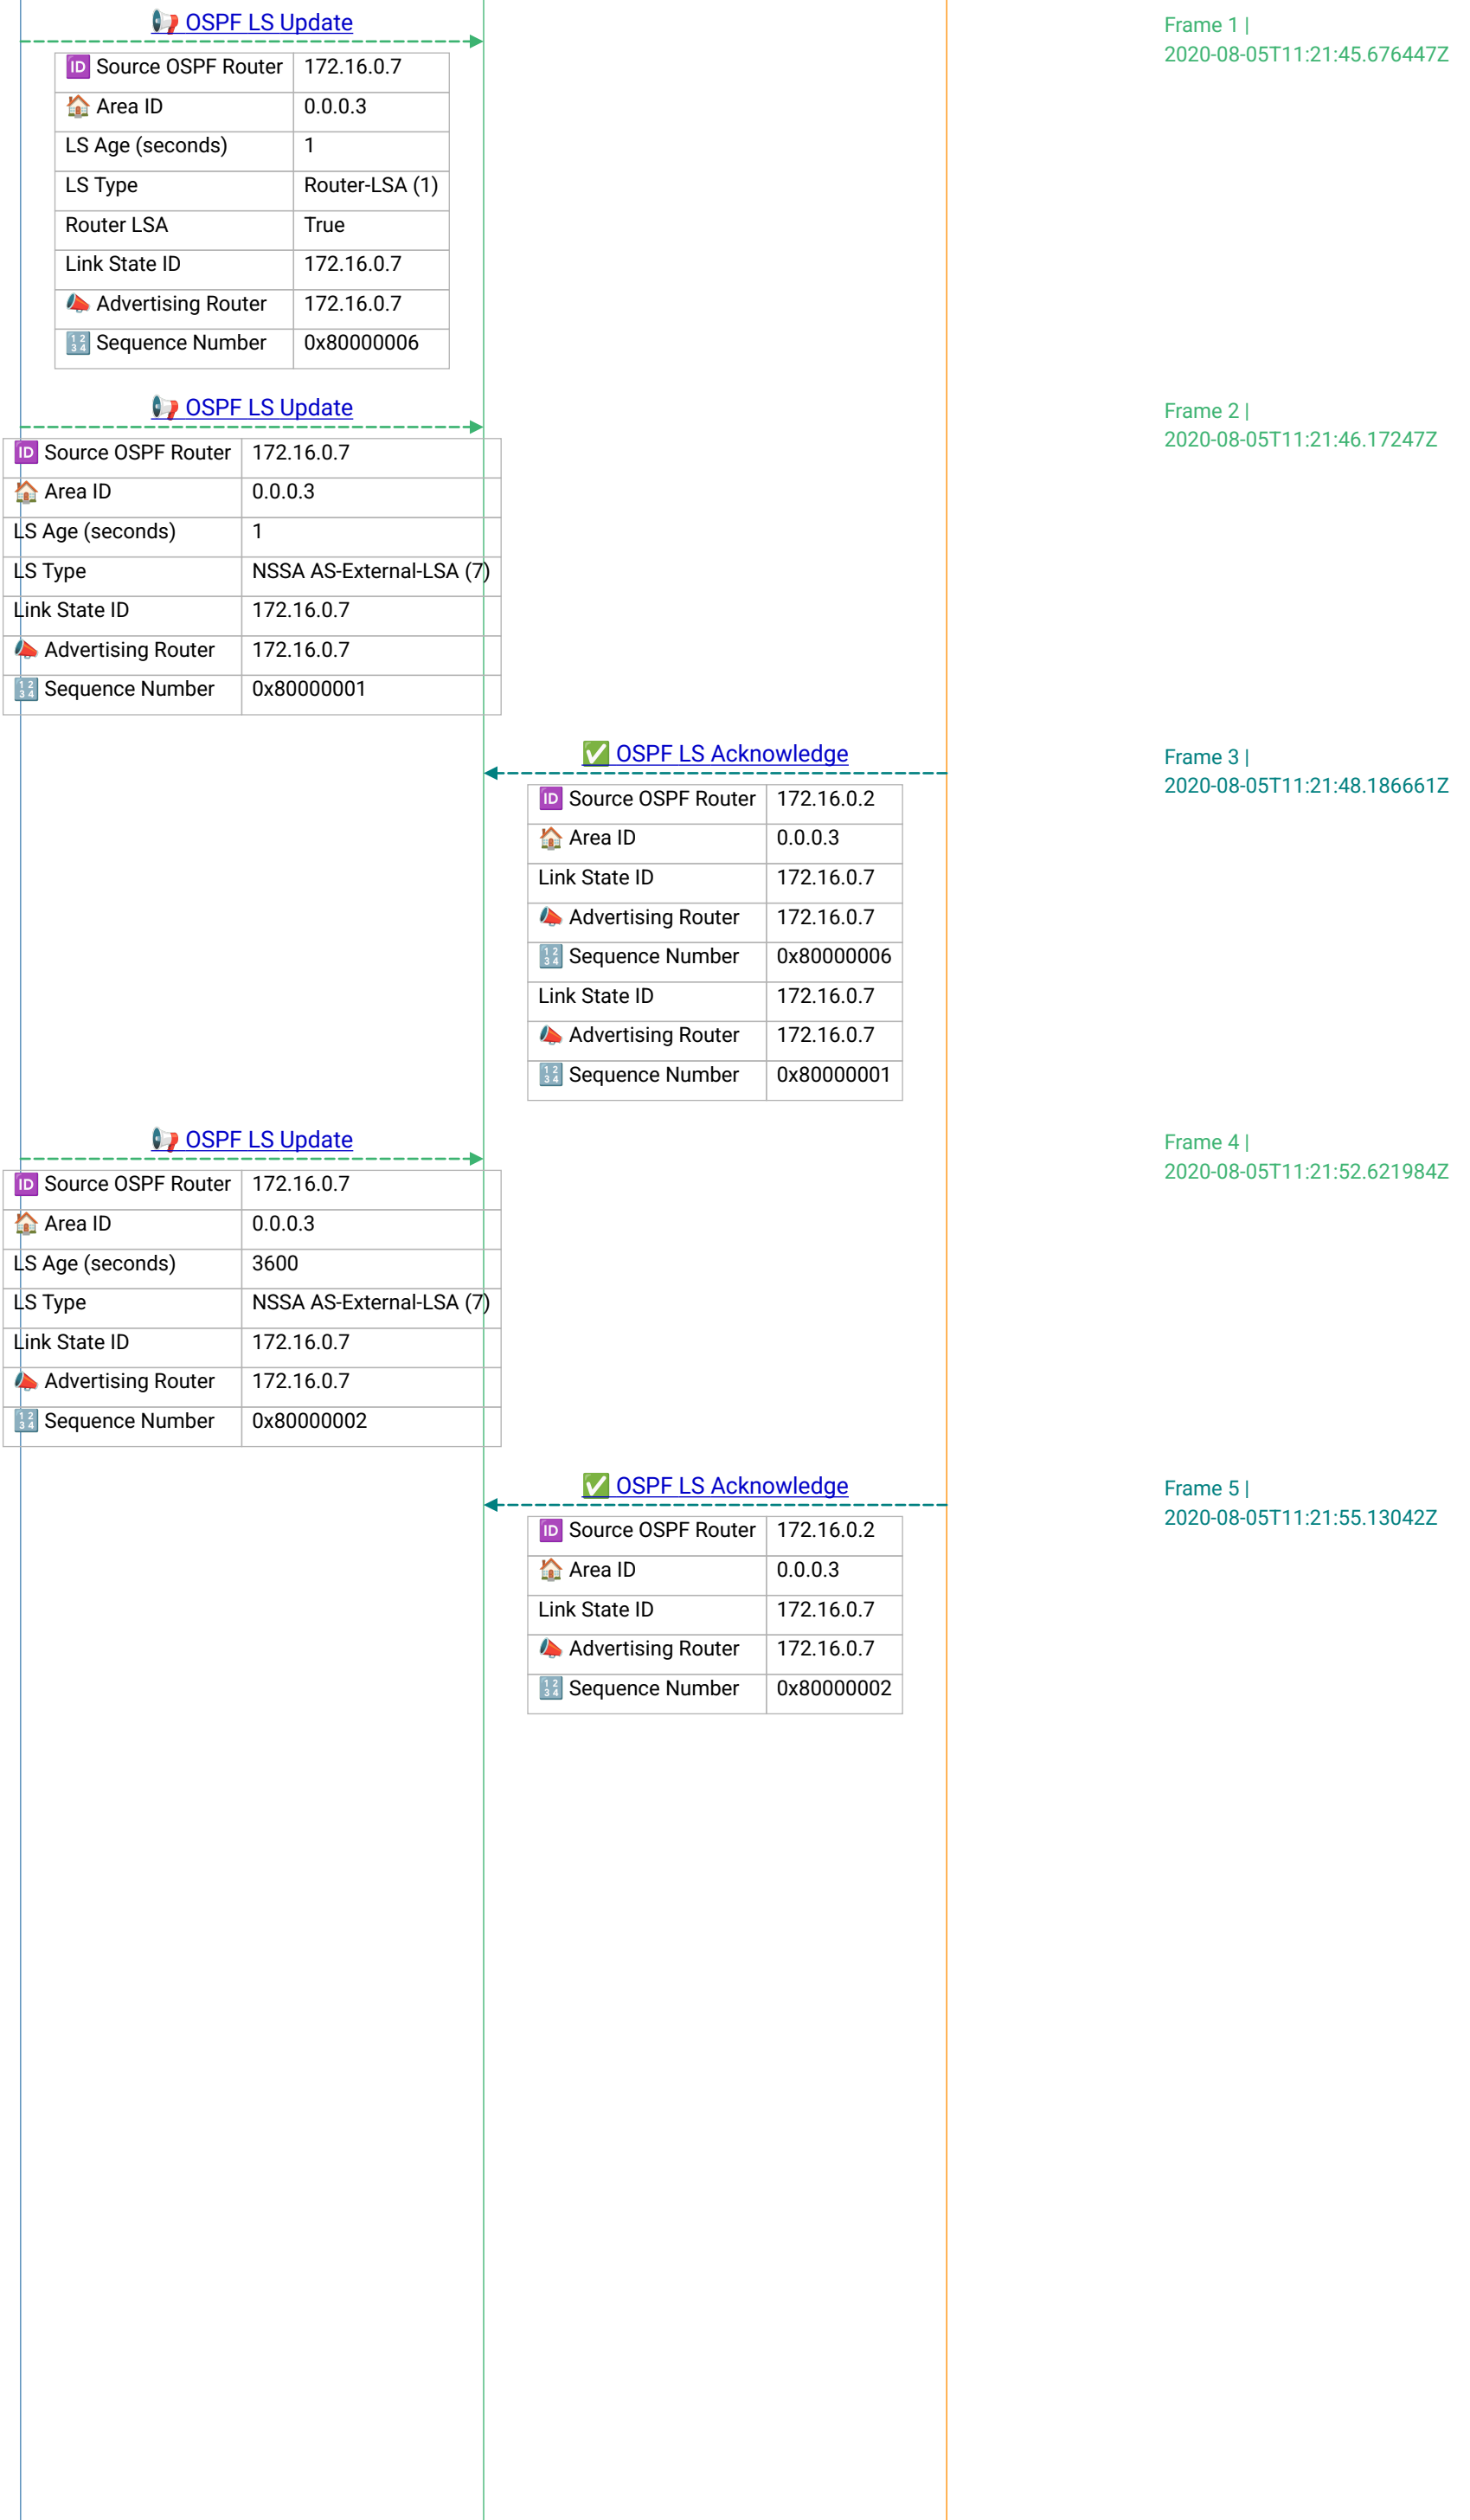 OSPF LS Update
Frame 1 |
2020-08-05T11:21:45.676447Z
ID Source OSPF Router 172.16.0.7
Area ID 0.0.0.3
LS Age (seconds) 1
LS Type Router-LSA (1)
Router LSA True
Link State ID 172.16.0.7
Advertising Router 172.16.0.7
1234 Sequence Number 0x80000006
OSPF LS Update
Frame 2 |
2020-08-05T11:21:46.17247Z
ID Source OSPF Router 172.16.0.7
Area ID 0.0.0.3
LS Age (seconds) 1
LS Type NSSA AS-External-LSA (7)
Link State ID 172.16.0.7
Advertising Router 172.16.0.7
1234 Sequence Number 0x80000001
OSPF LS Acknowledge
Frame 3 |
2020-08-05T11:21:48.186661Z
ID Source OSPF Router 172.16.0.2
Area ID 0.0.0.3
Link State ID 172.16.0.7
Advertising Router 172.16.0.7
1234 Sequence Number 0x80000006
Link State ID 172.16.0.7
Advertising Router 172.16.0.7
1234 Sequence Number 0x80000001
OSPF LS Update
Frame 4 |
2020-08-05T11:21:52.621984Z
ID Source OSPF Router 172.16.0.7
Area ID 0.0.0.3
LS Age (seconds) 3600
LS Type NSSA AS-External-LSA (7)
Link State ID 172.16.0.7
Advertising Router 172.16.0.7
1234 Sequence Number 0x80000002
OSPF LS Acknowledge
Frame 5 |
2020-08-05T11:21:55.13042Z
ID Source OSPF Router 172.16.0.2
Area ID 0.0.0.3
Link State ID 172.16.0.7
Advertising Router 172.16.0.7
1234 Sequence Number 0x80000002